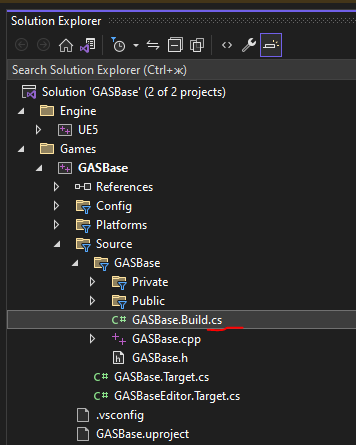 Solution Explorer
Search Solution Explorer (Ctrl+ж)
Solution 'GASBase' (2 of 2 projects)
Engine
UE5
Games
GASBase
References
Config
Platforms
Source
GASBase
Private
Public
C# GASBase.Build.cs
++ GASBase.cpp
h GASBase.h
C# GASBase.Target.cs
C# GASBaseEditor.Target.cs
.vsconfig
GASBase.uproject